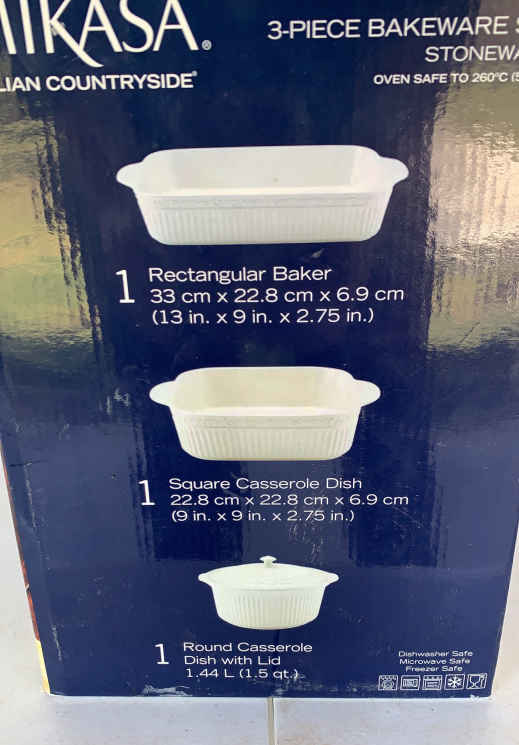 MIKASA®
3-PIECE BAKEWARE
STONEWA
LIAN COUNTRYSIDE®
OVEN SAFE TO 260°C (5
1 Rectangular Baker
33 cm x 22.8 cm x 6.9 cm
(13 in. x 9 in. x 2.75 in.)
1 Square Casserole Dish
22.8 cm x 22.8 cm x 6.9 cm
(9 in. x 9 in. x 2.75 in.)
1 Round Casserole
Dish with Lid
1.44 L (1.5 qt.)
Dishwasher Safe
Microwave Safe
Freezer Safe